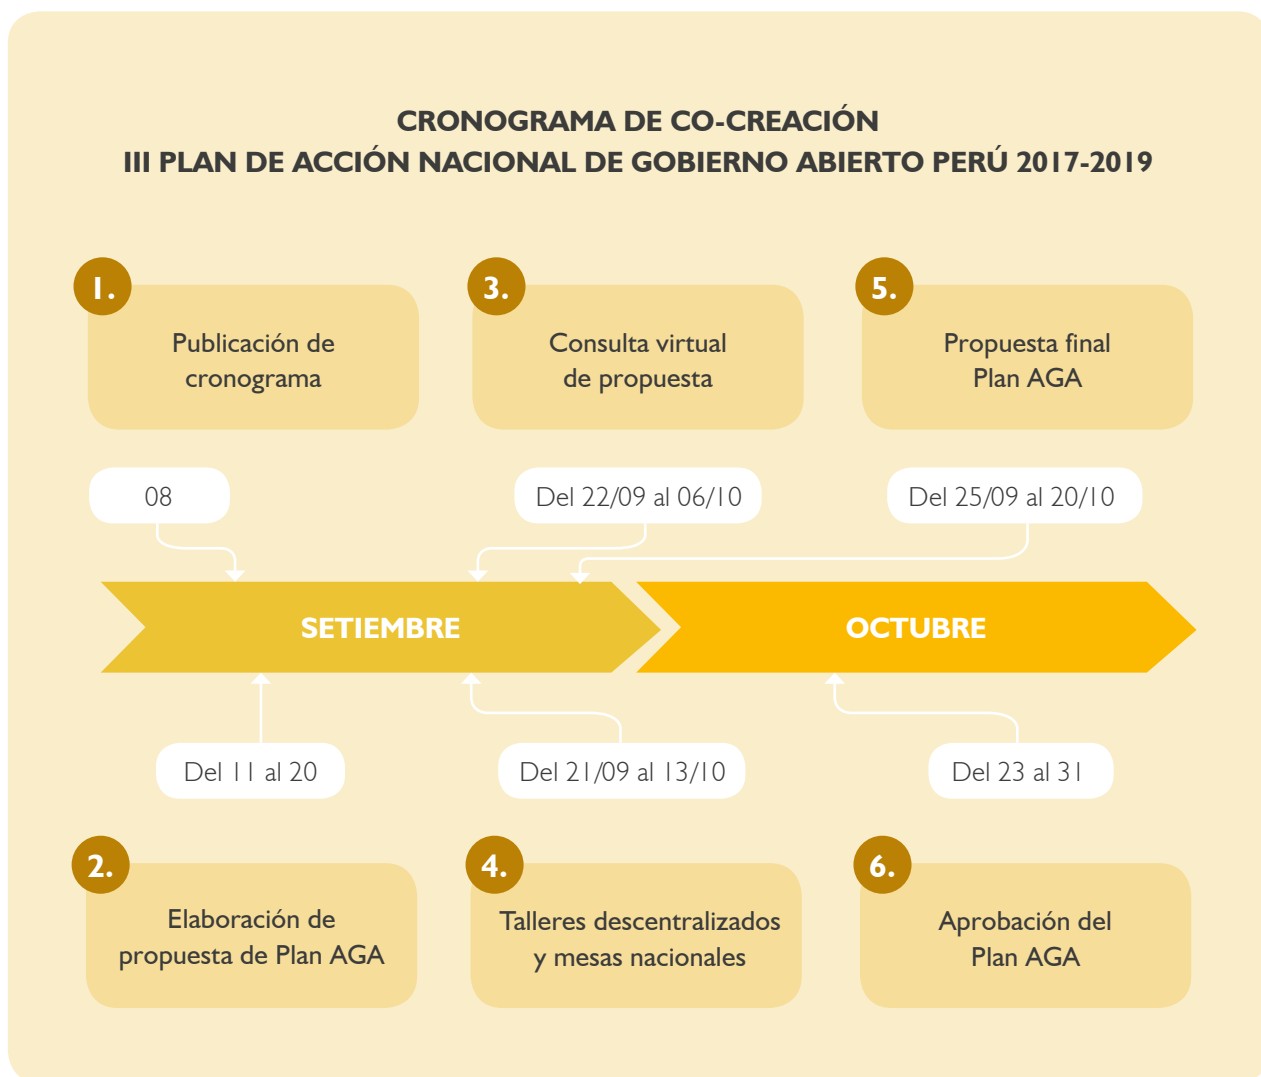 CRONOGRAMA DE CO-CREACIÓN
III PLAN DE ACCIÓN NACIONAL DE GOBIERNO ABIERTO PERÚ 2017-2019
1.
Publicación de
cronograma
3.
Consulta virtual
de propuesta
5.
Propuesta final
Plan AGA
08
Del 22/09 al 06/10
Del 25/09 al 20/10
SETIEMBRE
OCTUBRE
Del 11 al 20
Del 21/09 al 13/10
Del 23 al 31
2.
Elaboración de
propuesta de Plan AGA
4.
Talleres descentralizados
y mesas nacionales
6.
Aprobación del
Plan AGA